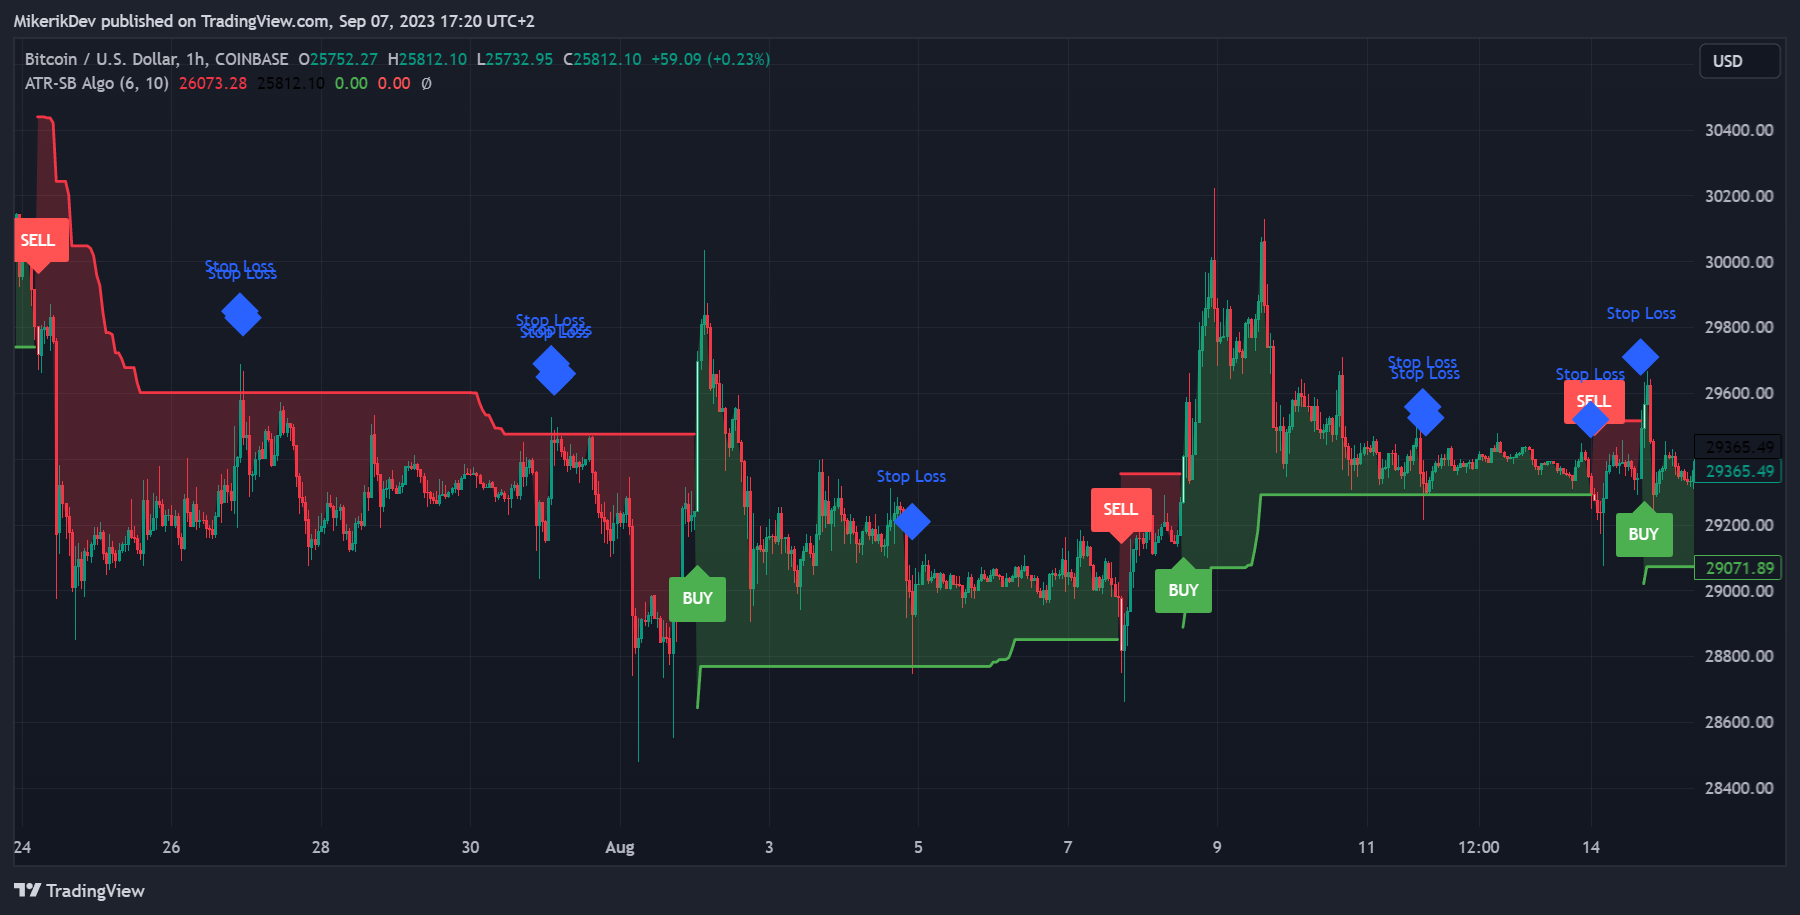 MikerikDev published on TradingView.com, Sep 07, 2023 17:20 UTC+2
Bitcoin / U.S. Dollar, 1h, COINBASE O25752.27 H25812.10 L25732.95 C25812.10 +59.09 (+0.23%)
USD
ATR-SB Algo (6, 10) 26073.28 25812.10 0.00 0.00 Ø
30400.00
30200.00
SELL
30000.00
Stop Loss
Stop Loss
29800.00
Stop Loss
Stop Loss
Stop Loss
Stop Loss
Stop Loss
Stop Loss
29600.00
SELL
29365.49
29365.49
Stop Loss
SELL
29200.00
BUY
29071.89
29000.00
BUY
BUY
28800.00
28600.00
28400.00
24 26 28 30 Aug 3 5 7 9 11 12:00 14
TradingView